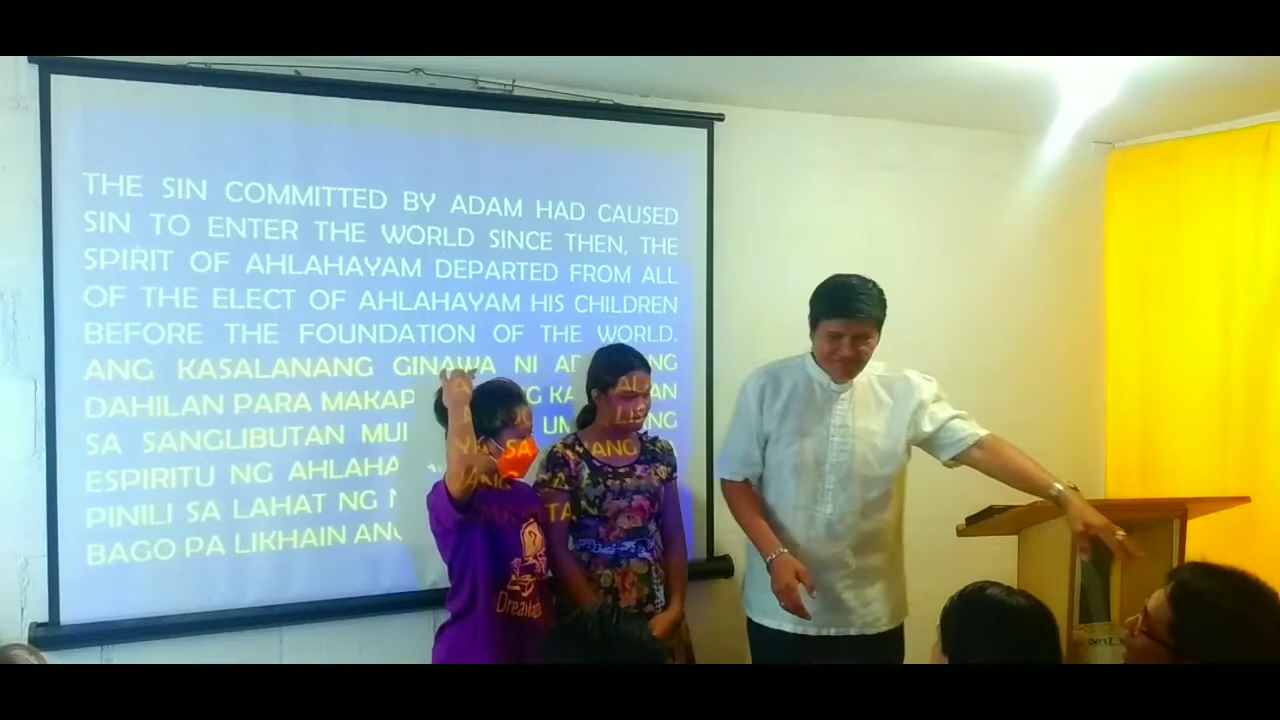 THE SIN COMMITTED BY ADAM HAD CAUSED
SIN TO ENTER THE WORLD SINCE THEN, THE
SPIRIT OF AHLAHAYAM DEPARTED FROM ALL
OF THE ELECT OF AHLAHAYAM HIS CHILDREN
BEFORE THE FOUNDATION OF THE WORLD.
ANG KASALANANG GINAWA NI
DAHILAN PARA
SA SANGLIBUTAN
ESPIRITU NG
PINILI SA LAHAT NG
BAGO PA LIKHAIN